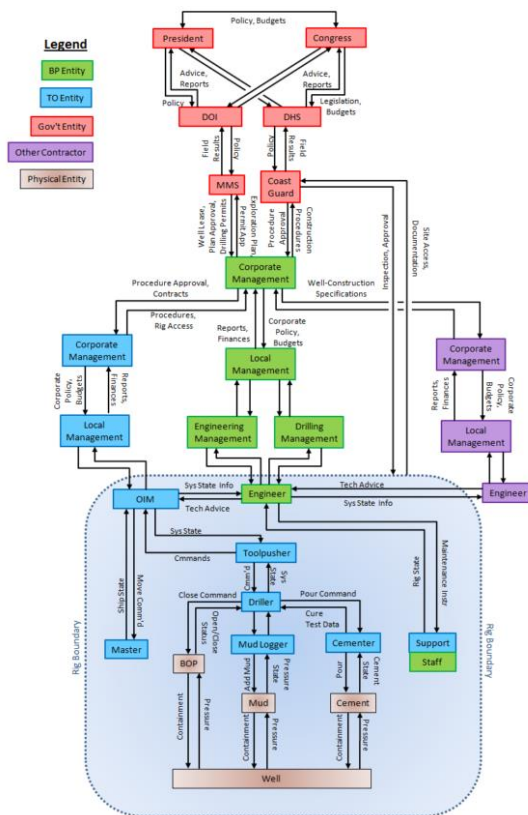 Policy, Budgets
President
Congress
Legend
BP Entity
TO Entity
Gov't Entity
Other Contractor
Physical Entity
Advice,
Reports
Policy
Advice,
Reports
Legislation,
Budgets
DOI
DHS
Field
Results
Policy
Policy
Field
Results
MMS
Coast
Guard
Well Lease,
Plan Approval,
Drilling Permits
Exploration Plan,
Permit App
Procedure
Approval
Construction
Procedures
Inspection, Approval
Site Access,
Documentation
Corporate
Management
Procedure Approval,
Contracts
Procedures,
Rig Access
Well-Construction
Specifications
Reports,
Finances
Corporate
Policy,
Budgets
Corporate
Management
Local
Management
Corporate
Management
Corporate
Policy,
Budgets
Reports,
Finances
Reports,
Finances
Corporate
Policy,
Budgets
Local
Management
Engineering
Management
Drilling
Management
Local
Management
OIM
Sys State Info
Tech Advice
Engineer
Tech Advice
Sys State Info
Engineer
Sys State
Cmmands
Toolpusher
Cmm'd
Sys
State
Ship State
Move Comm'd
Close Command
Pour Command
Driller
Open/Close
Status
Cure
Test Data
Rig State
Maintenance Instr
Master
BOP
Mud Logger
Cementer
Support
Staff
Add Mud
Pressure
State
Pour
Cement
State
Mud
Cement
Containment
Pressure
Containment
Pressure
Containment
Pressure
Well
Rig Boundary
Rig Boundary